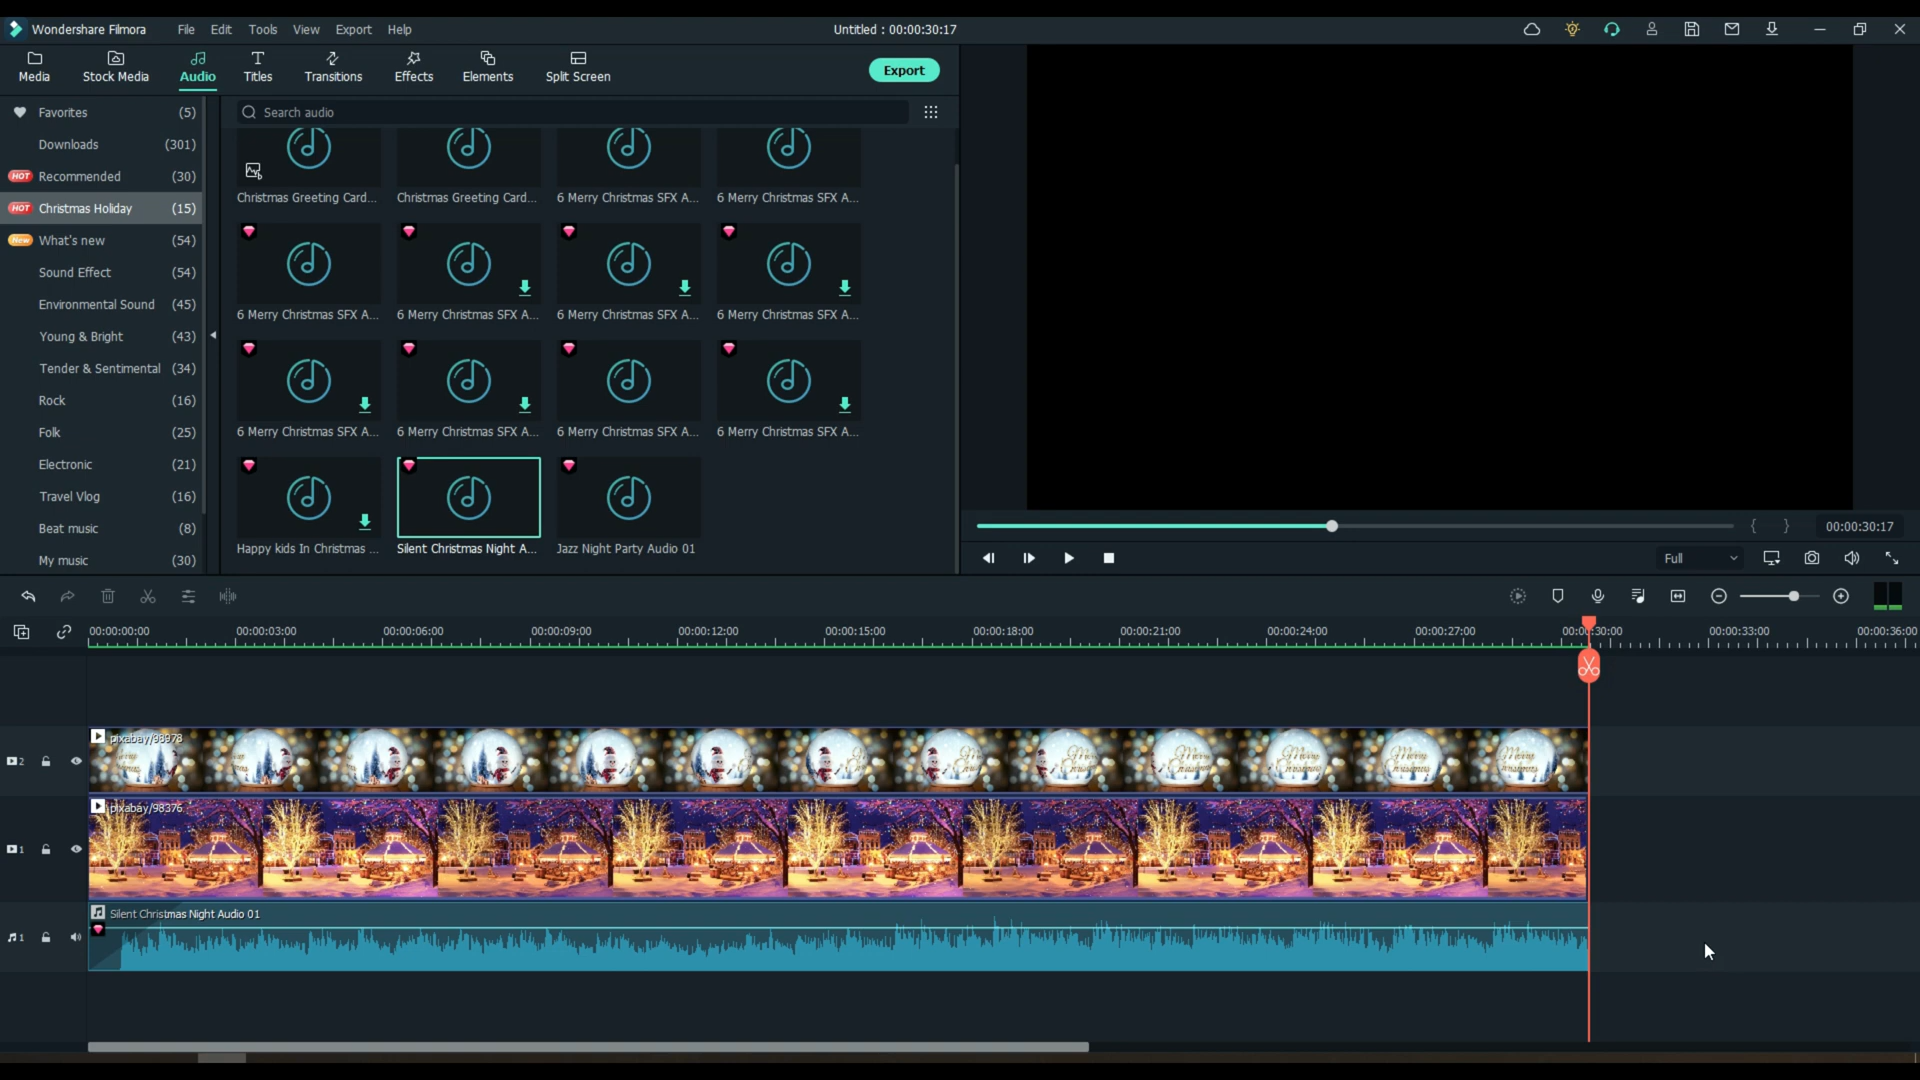 Wondershare Filmora File Edit Tools View Export Help Untitled : 00:00:30:17
Media Stock Media Audio Titles Transitions Effects Elements Split Screen Export
Favorites (5)
Downloads (301)
HOT Recommended (30)
HOT Christmas Holiday (15)
New What's new (54)
Sound Effect (54)
Environmental Sound (45)
Young & Bright (43)
Tender & Sentimental (34)
Rock (16)
Folk (25)
Electronic (21)
Travel Vlog (16)
Beat music (8)
My music (30)
Search audio
Christmas Greeting Card... Christmas Greeting Card... 6 Merry Christmas SFX A... 6 Merry Christmas SFX A...
6 Merry Christmas SFX A... 6 Merry Christmas SFX A... 6 Merry Christmas SFX A... 6 Merry Christmas SFX A...
6 Merry Christmas SFX A... 6 Merry Christmas SFX A... 6 Merry Christmas SFX A... 6 Merry Christmas SFX A...
Happy kids In Christmas ... Silent Christmas Night A... Jazz Night Party Audio 01
{ } 00:00:30:17
Full
00:00:00:00 00:00:03:00 00:00:06:00 00:00:09:00 00:00:12:00 00:00:15:00 00:00:18:00 00:00:21:00 00:00:24:00 00:00:27:00 00:00:30:00 00:00:33:00 00:00:36:00
pixabay/98978
2
pixabay/98376
1
Silent Christmas Night Audio 01
1